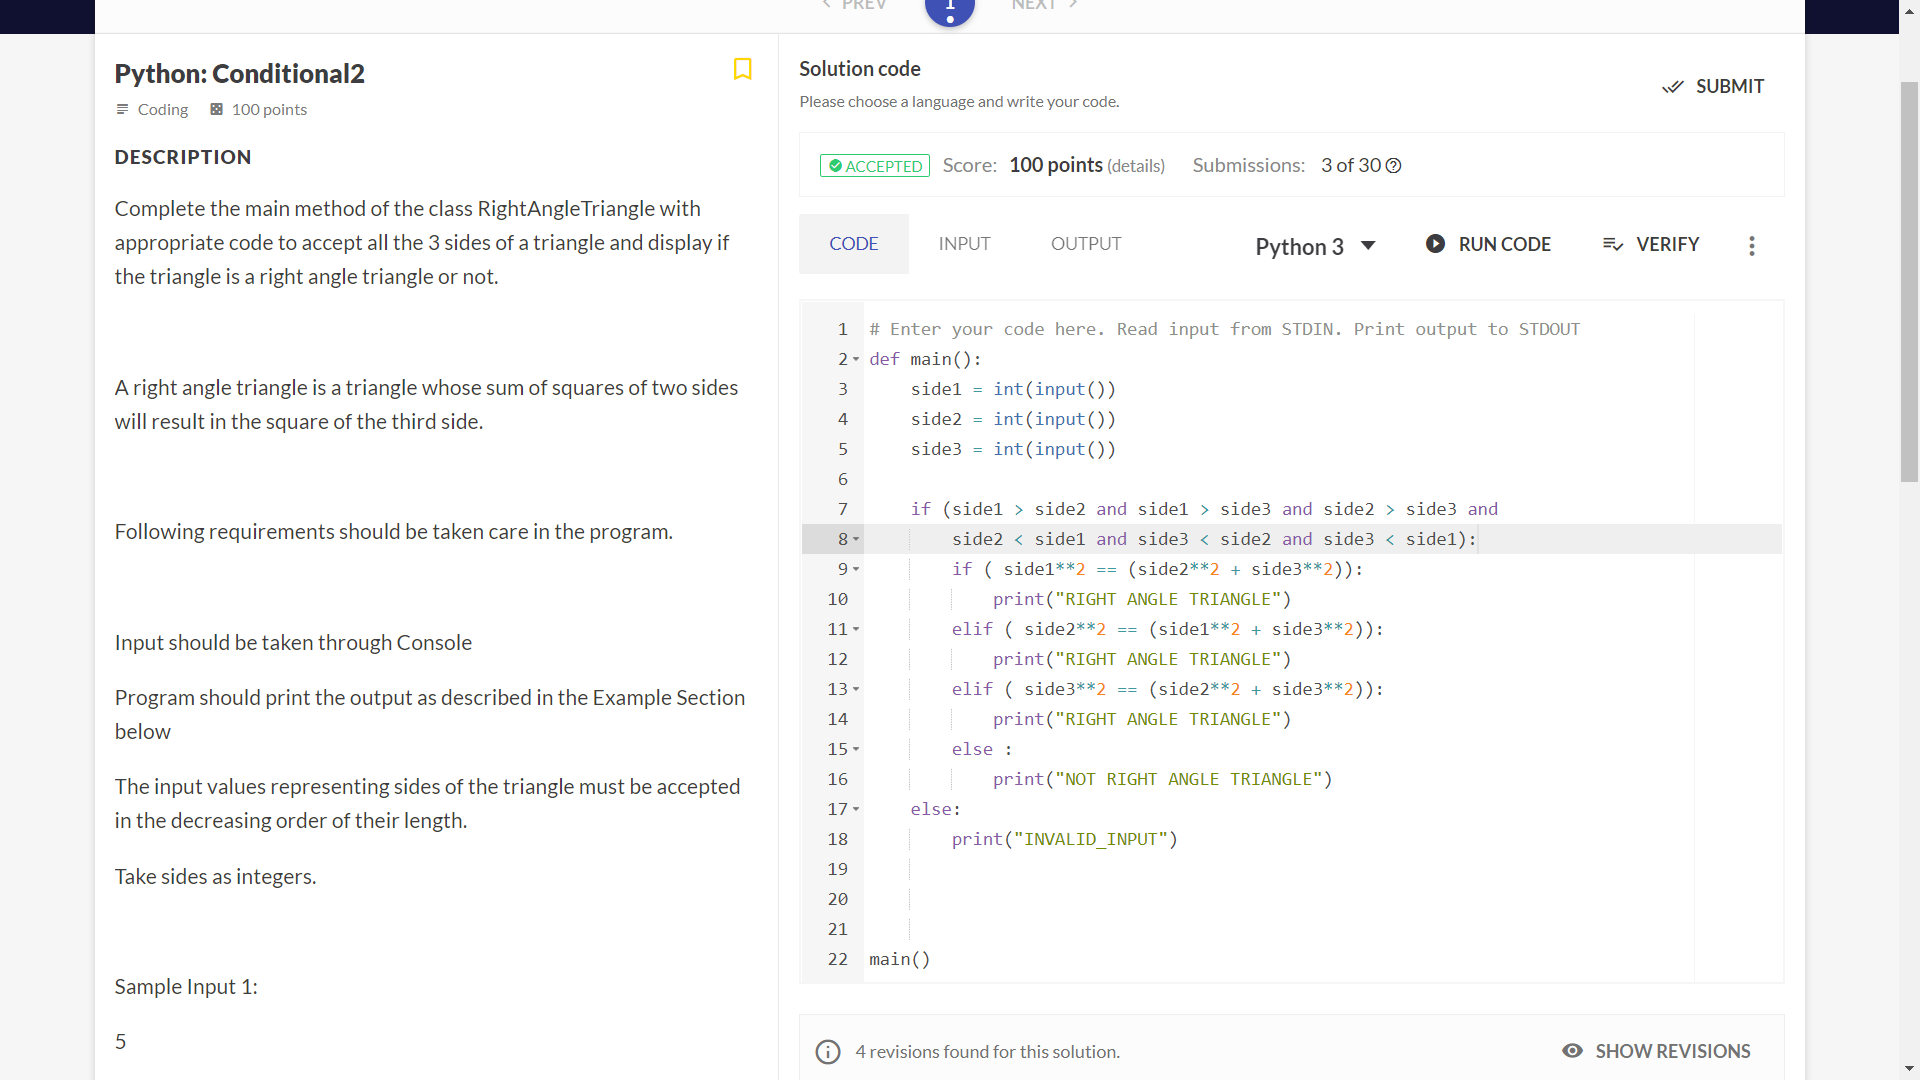 PREV
1
NEXT
Python: Conditional2
Coding
100 points
DESCRIPTION
Complete the main method of the class RightAngleTriangle with
appropriate code to accept all the 3 sides of a triangle and display if
the triangle is a right angle triangle or not.
A right angle triangle is a triangle whose sum of squares of two sides
will result in the square of the third side.
Following requirements should be taken care in the program.
Input should be taken through Console
Program should print the output as described in the Example Section
below
The input values representing sides of the triangle must be accepted
in the decreasing order of their length.
Take sides as integers.
Sample Input 1:
5
Solution code
Please choose a language and write your code.
SUBMIT
ACCEPTED Score: 100 points (details) Submissions: 3 of 30
CODE INPUT OUTPUT Python 3 RUN CODE VERIFY
1 # Enter your code here. Read input from STDIN. Print output to STDOUT
2 def main():
3     side1 = int(input())
4     side2 = int(input())
5     side3 = int(input())
6
7     if (side1 > side2 and side1 > side3 and side2 > side3 and
8         side2 < side1 and side3 < side2 and side3 < side1):
9         if ( side1**2 == (side2**2 + side3**2)):
10             print("RIGHT ANGLE TRIANGLE")
11         elif ( side2**2 == (side1**2 + side3**2)):
12             print("RIGHT ANGLE TRIANGLE")
13         elif ( side3**2 == (side2**2 + side3**2)):
14             print("RIGHT ANGLE TRIANGLE")
15         else :
16             print("NOT RIGHT ANGLE TRIANGLE")
17     else:
18         print("INVALID_INPUT")
19
20
21
22 main()
4 revisions found for this solution.
SHOW REVISIONS